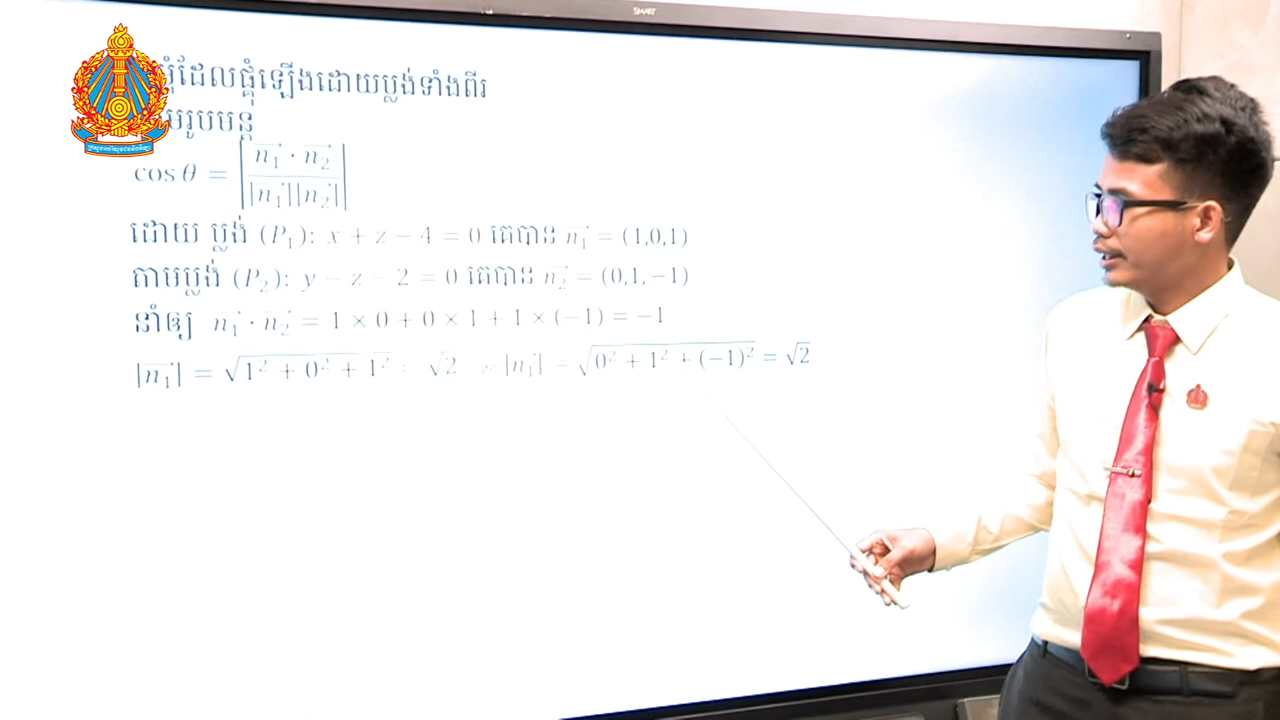 SMART
មុំដែលផ្គុំឡើងដោយប្លង់ទាំងពីរ
មរូបមន្ត
cos θ = |(n₁⃗ · n₂⃗)/(|n₁⃗||n₂⃗|)|
ដោយ ប្លង់ (P₁): x + z − 4 = 0 គេបាន n₁⃗ = (1,0,1)
តាមប្លង់ (P₂): y − z − 2 = 0 គេបាន n₂⃗ = (0,1,−1)
នាំឲ្យ n₁⃗ · n₂⃗ = 1 × 0 + 0 × 1 + 1 × (−1) = −1
|n₁⃗| = √(1² + 0² + 1²) = √2 |n₁⃗| = √(0² + 1² + (−1)²) = √2